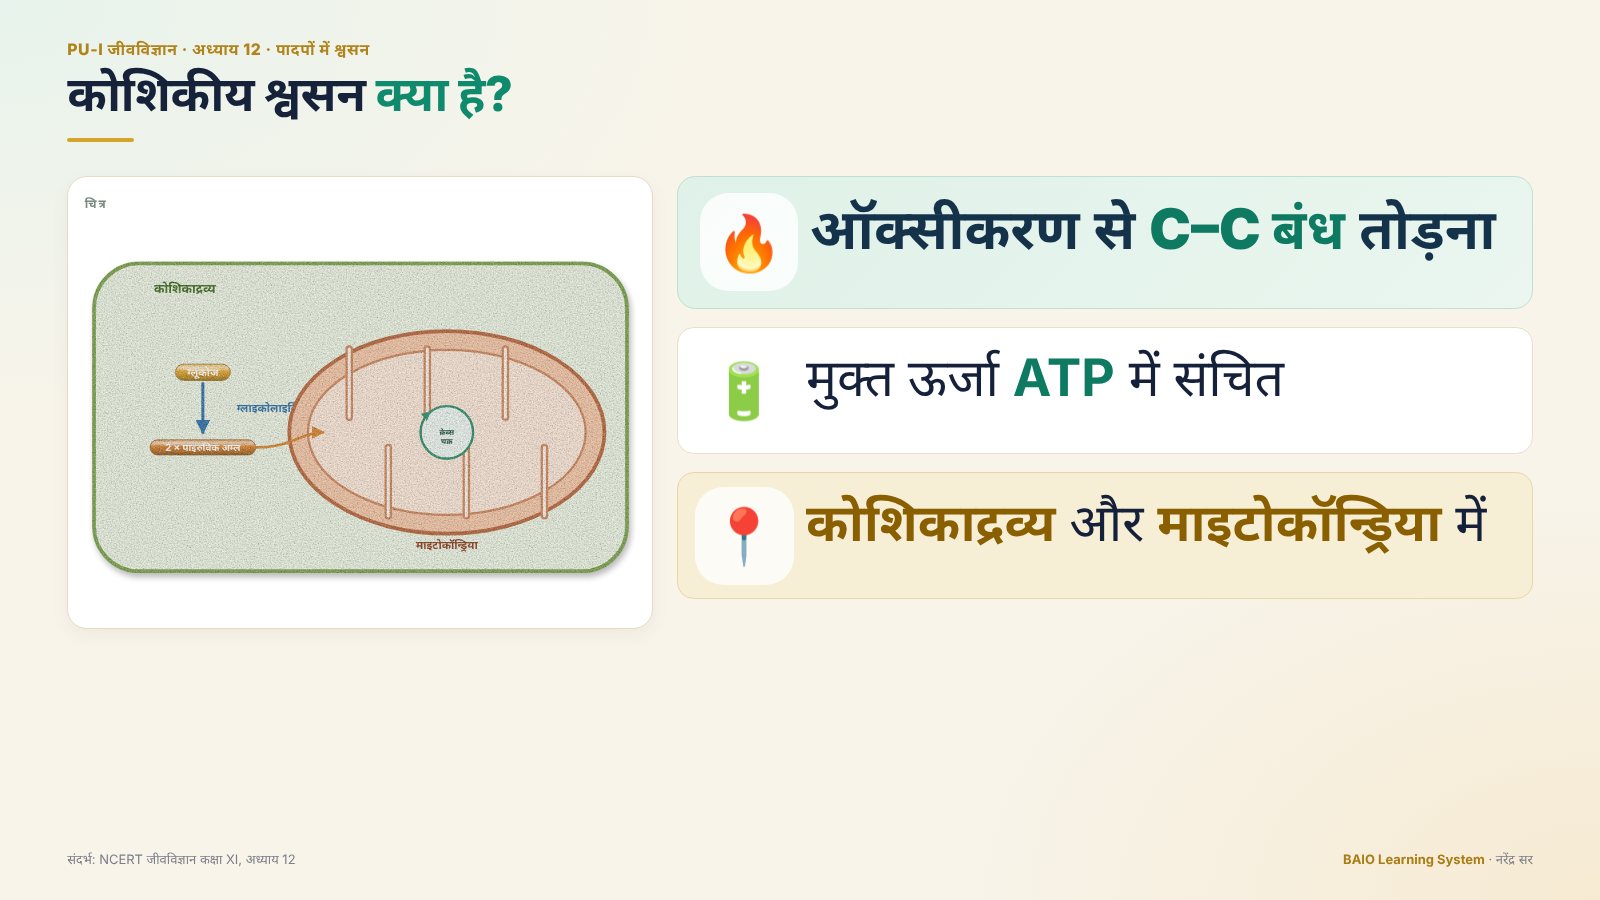 PU-I जीवविज्ञान · अध्याय 12 · पादपों में श्वसन
कोशिकीय श्वसन क्या है?
चित्र
कोशिकाद्रव्य
ग्लूकोज
ग्लाइकोलाइ
2 × पाइरुविक अम्ल
क्रेब्स
चक्र
माइटोकॉन्ड्रिया
ऑक्सीकरण से C–C बंध तोड़ना
मुक्त ऊर्जा ATP में संचित
कोशिकाद्रव्य और माइटोकॉन्ड्रिया में
संदर्भ: NCERT जीवविज्ञान कक्षा XI, अध्याय 12
BAIO Learning System · नरेंद्र सर